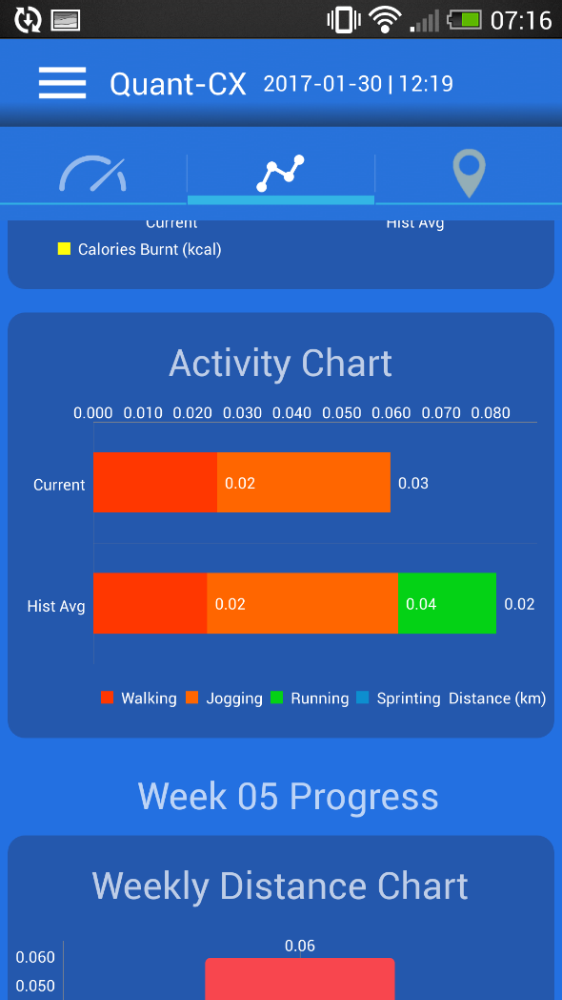 07:16
Quant-CX 2017-01-30 | 12:19
Current Hist Avg
Calories Burnt (kcal)
Activity Chart
0.000 0.010 0.020 0.030 0.040 0.050 0.060 0.070 0.080
Current 0.02 0.03
Hist Avg 0.02 0.04 0.02
Walking Jogging Running Sprinting Distance (km)
Week 05 Progress
Weekly Distance Chart
0.06
0.060
0.050